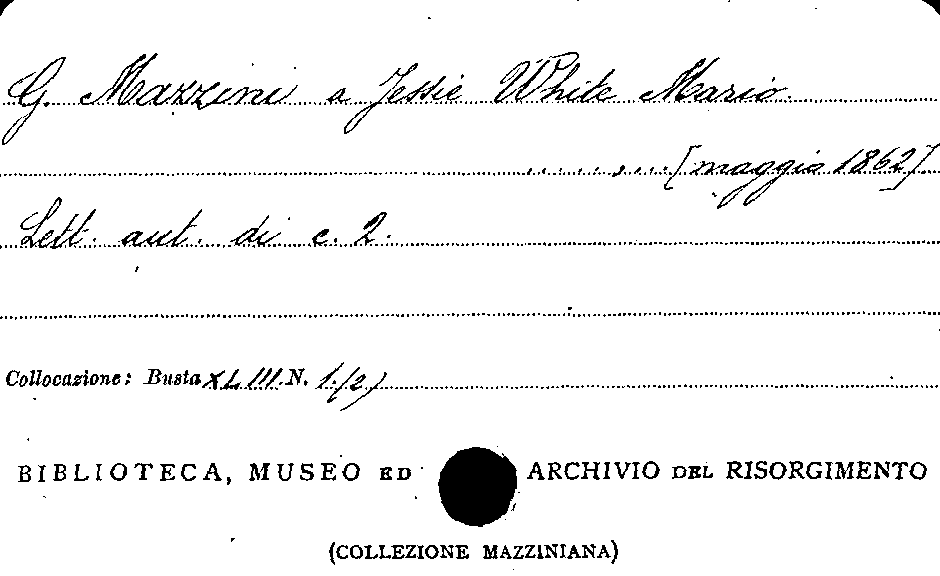 G. Mazzini a Jessie White Mario.
....., ....[maggio 1862]
Lett. aut. di c. 2.
Collocazione: Busta XLIII N. 1(2)
BIBLIOTECA, MUSEO ED ARCHIVIO DEL RISORGIMENTO
(COLLEZIONE MAZZINIANA)